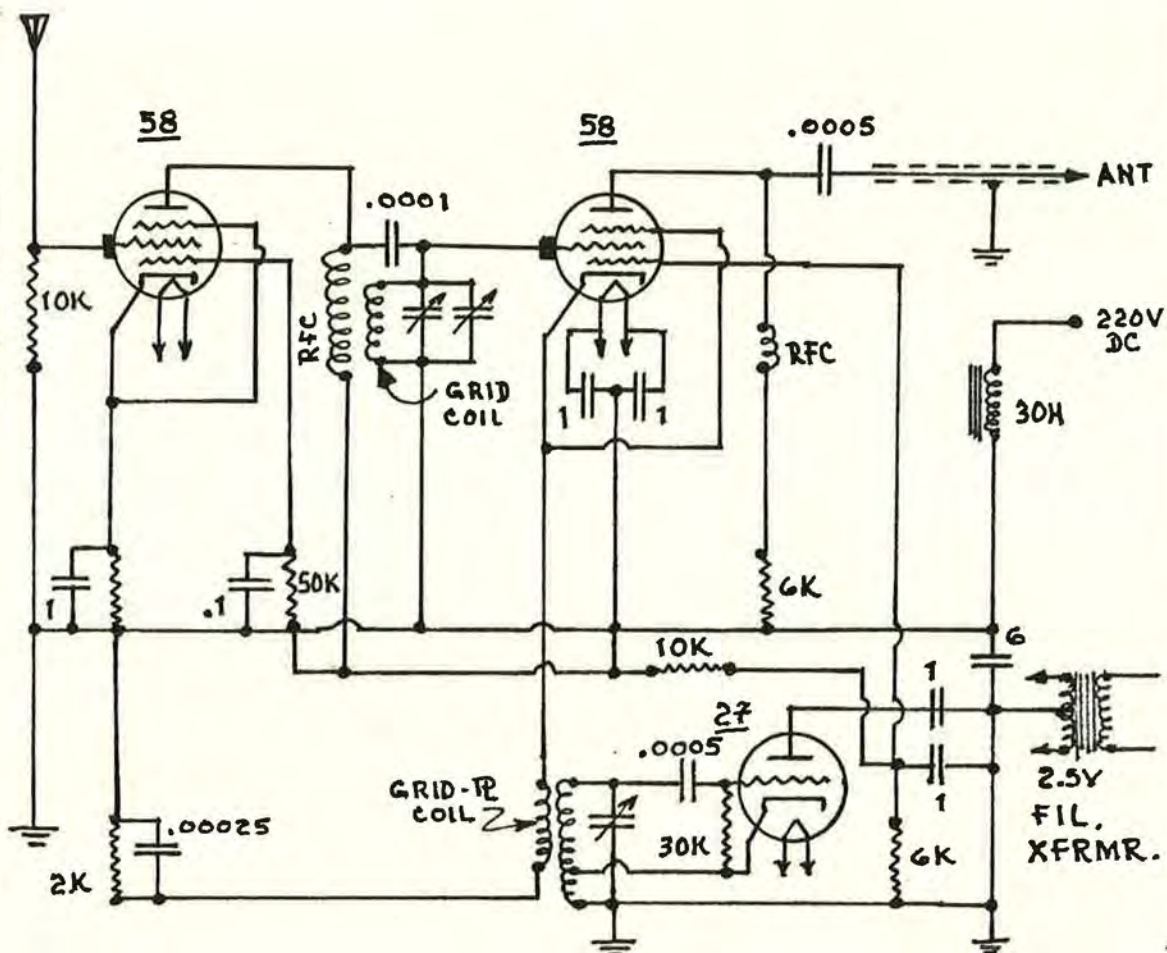 58
58
.0005
ANT
.0001
10K
RFC
GRID
COIL
1
1
RFC
220V
DC
30H
1
.1
50K
6K
10K
6
1
27
.0005
1
2.5V
FIL.
XFRMR.
GRID-PL
COIL
.00025
2K
30K
6K